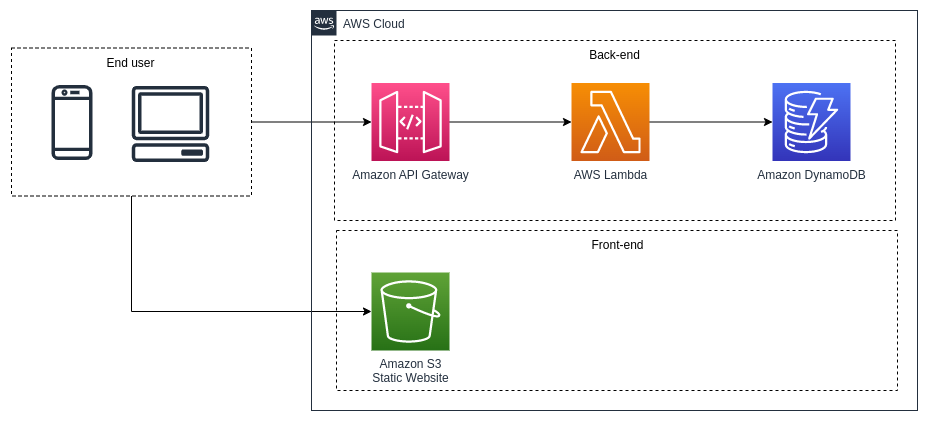 aws
AWS Cloud
End user
Back-end
</>
Amazon API Gateway
AWS Lambda
Amazon DynamoDB
Front-end
Amazon S3
Static Website